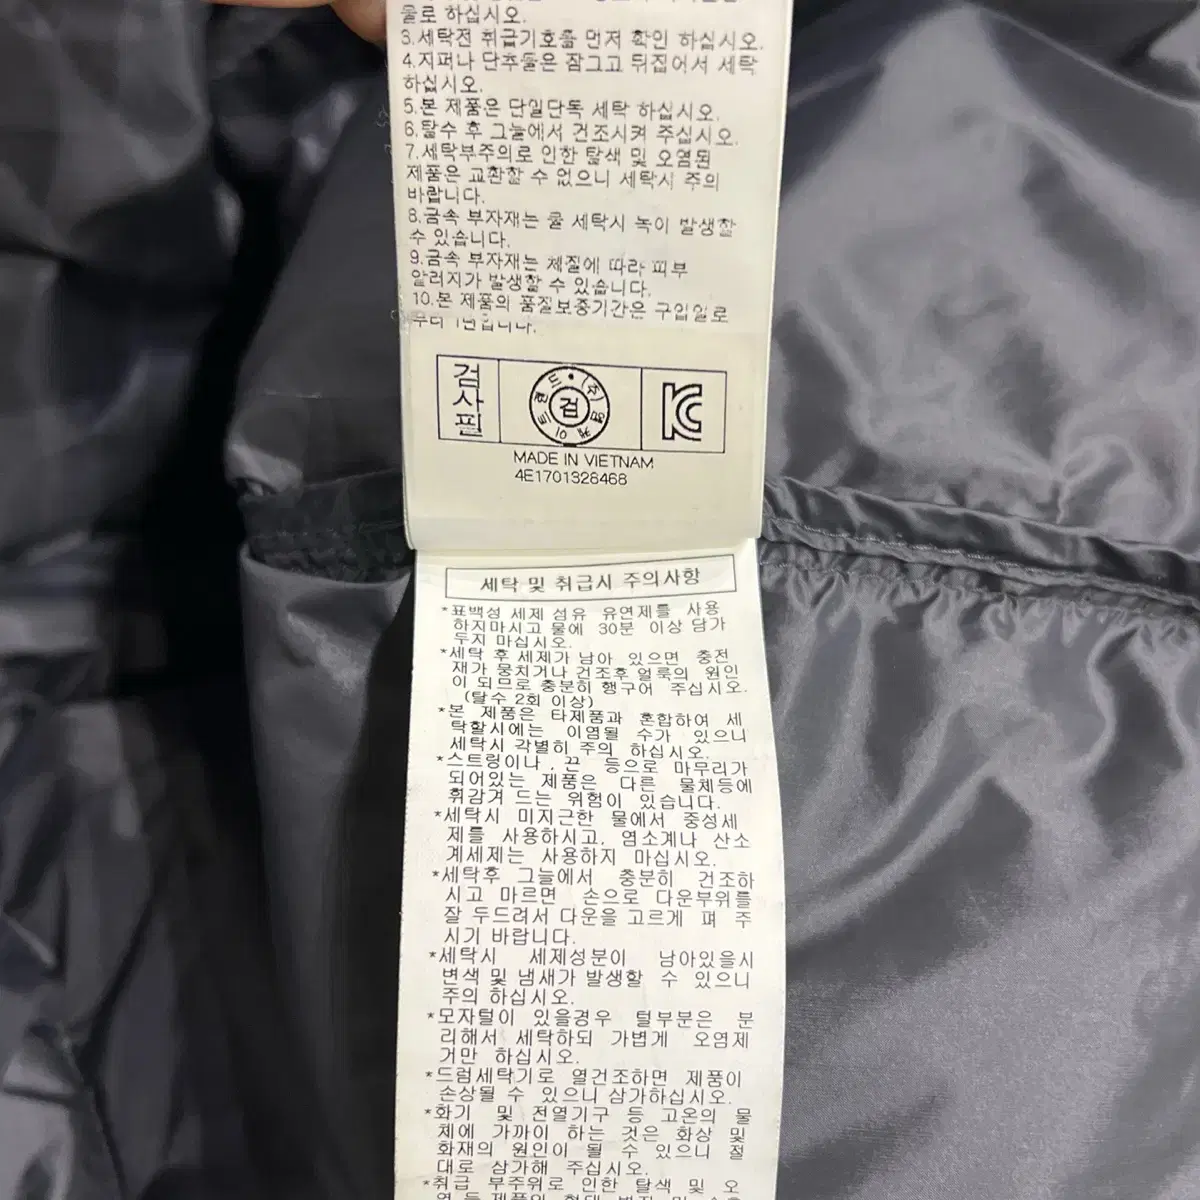 물로 하십시오.
3.세탁전 취급기호를 먼저 확인 하십시오.
4.지퍼나 단추들은 잠그고 뒤집어서 세탁
하십시오.
5.본 제품은 단일단독 세탁 하십시오.
6.탈수 후 그늘에서 건조시켜 주십시오.
7.세탁부주의로 인한 탈색 및 오염된
제품은 교환할 수 없으니 세탁시 주의
바랍니다.
8.금속 부자재는 물 세탁시 녹이 발생할
수 있습니다.
9.금속 부자재는 체질에 따라 피부
알러지가 발생할 수 있습니다.
10.본 제품의 품질보증기간은 구입일로
부터 1년입니다.
검사필
검
KC
MADE IN VIETNAM
4E1701328468
세탁 및 취급시 주의사항
*표백성 세제 섬유 유연제를 사용
하지마시고 물에 30분 이상 담가
두지 마십시오.
*세탁 후 세제가 남아 있으면 충전
재가 뭉치거나 건조후 얼룩의 원인
이 되므로 충분히 행구어 주십시오.
(탈수 2회 이상)
*본 제품은 타제품과 혼합하여 세
탁할시에는 이염될 수가 있으니
세탁시 각별히 주의 하십시오.
*스트링이나, 끈 등으로 마무리가
되어있는 제품은 다른 물체등에
휘감겨 드는 위험이 있습니다.
*세탁시 미지근한 물에서 중성세
제를 사용하시고, 염소계나 산소
계세제는 사용하지 마십시오.
*세탁후 그늘에서 충분히 건조하
시고 마르면 손으로 다운부위를
잘 두드려서 다운을 고르게 펴 주
시기 바랍니다.
*세탁시 세제성분이 남아있을시
변색 및 냄새가 발생할 수 있으니
주의 하십시오.
*모자털이 있을경우 털부분은 분
리해서 세탁하되 가볍게 오염제
거만 하십시오.
*드럼세탁기로 열건조하면 제품이
손상될 수 있으니 삼가하십시오.
*화기 및 전열기구 등 고온의 물
체에 가까이 하는 것은 화상 및
화재의 원인이 될 수 있으니 절
대로 삼가해 주십시오.
*취급 부주위로 인한 탈색 및 오